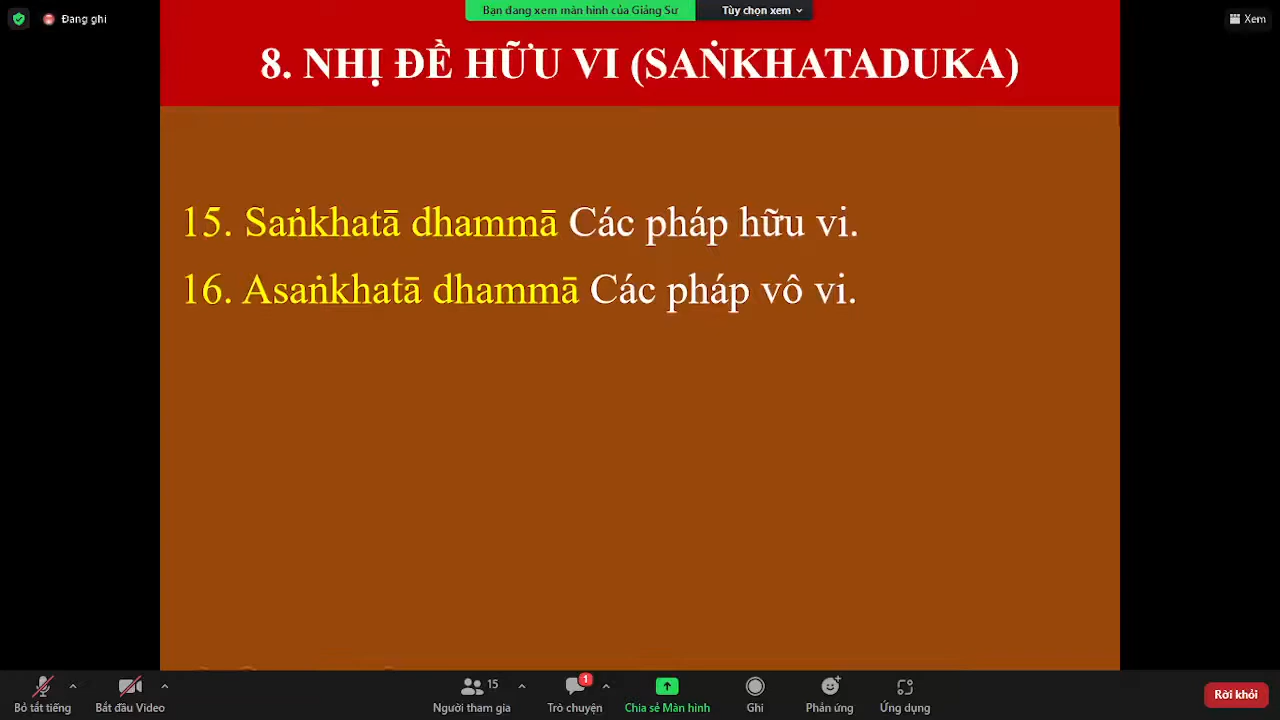 Đang ghi
Bạn đang xem màn hình của Giảng Sư
Tùy chọn xem
Xem
8. NHỊ ĐỀ HỮU VI (SAṄKHATADUKA)
15. Saṅkhatā dhammā Các pháp hữu vi.
16. Asaṅkhatā dhammā Các pháp vô vi.
15
1
Bỏ tắt tiếng
Bắt đầu Video
Người tham gia
Trò chuyện
Chia sẻ Màn hình
Ghi
Phản ứng
Ứng dụng
Rời khỏi